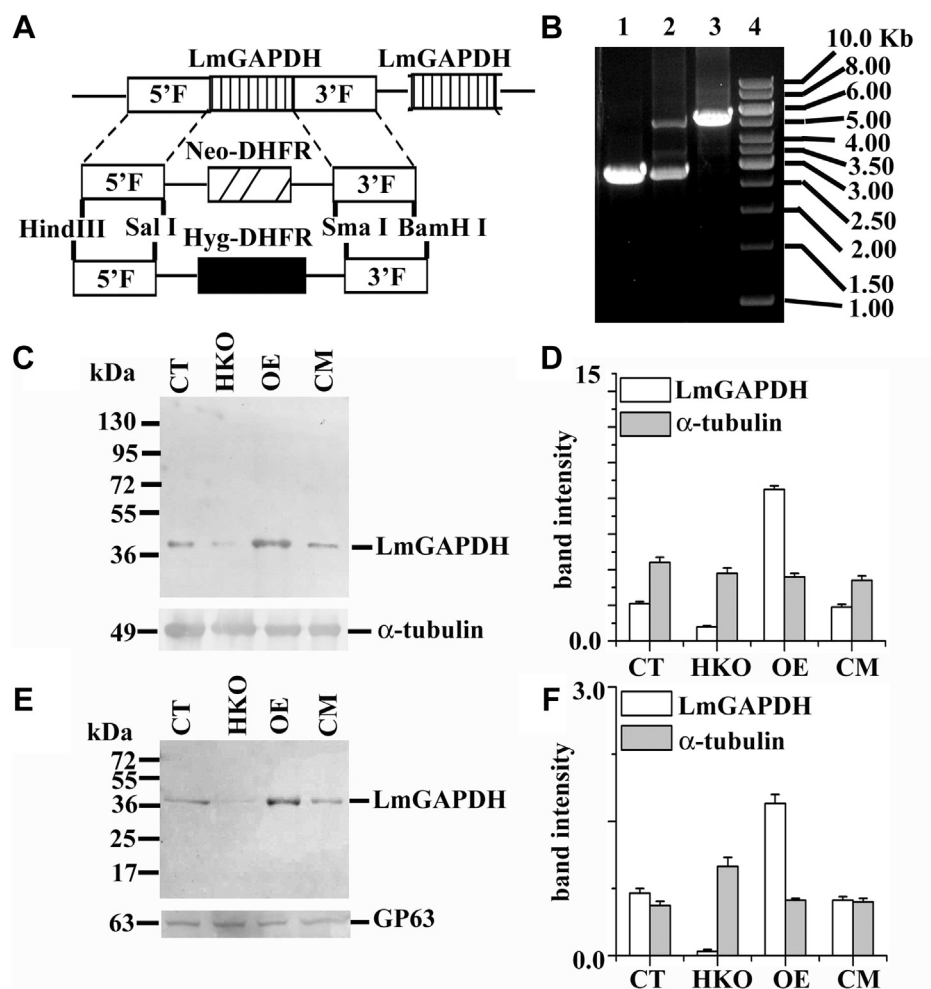 A
LmGAPDH LmGAPDH
5'F 3'F
Neo-DHFR
5'F 3'F
HindIII Sal I Sma I BamH I
Hyg-DHFR
5'F 3'F
B
1 2 3 4
10.0 Kb
8.00
6.00
5.00
4.00
3.50
3.00
2.50
2.00
1.50
1.00
C
kDa CT HKO OE CM
130
95
72
55
36
LmGAPDH
49
α-tubulin
D
15
LmGAPDH
α-tubulin
band intensity
0.0
CT HKO OE CM
E
kDa CT HKO OE CM
72
55
36
LmGAPDH
25
17
63
GP63
F
3.0
LmGAPDH
α-tubulin
band intensity
0.0
CT HKO OE CM